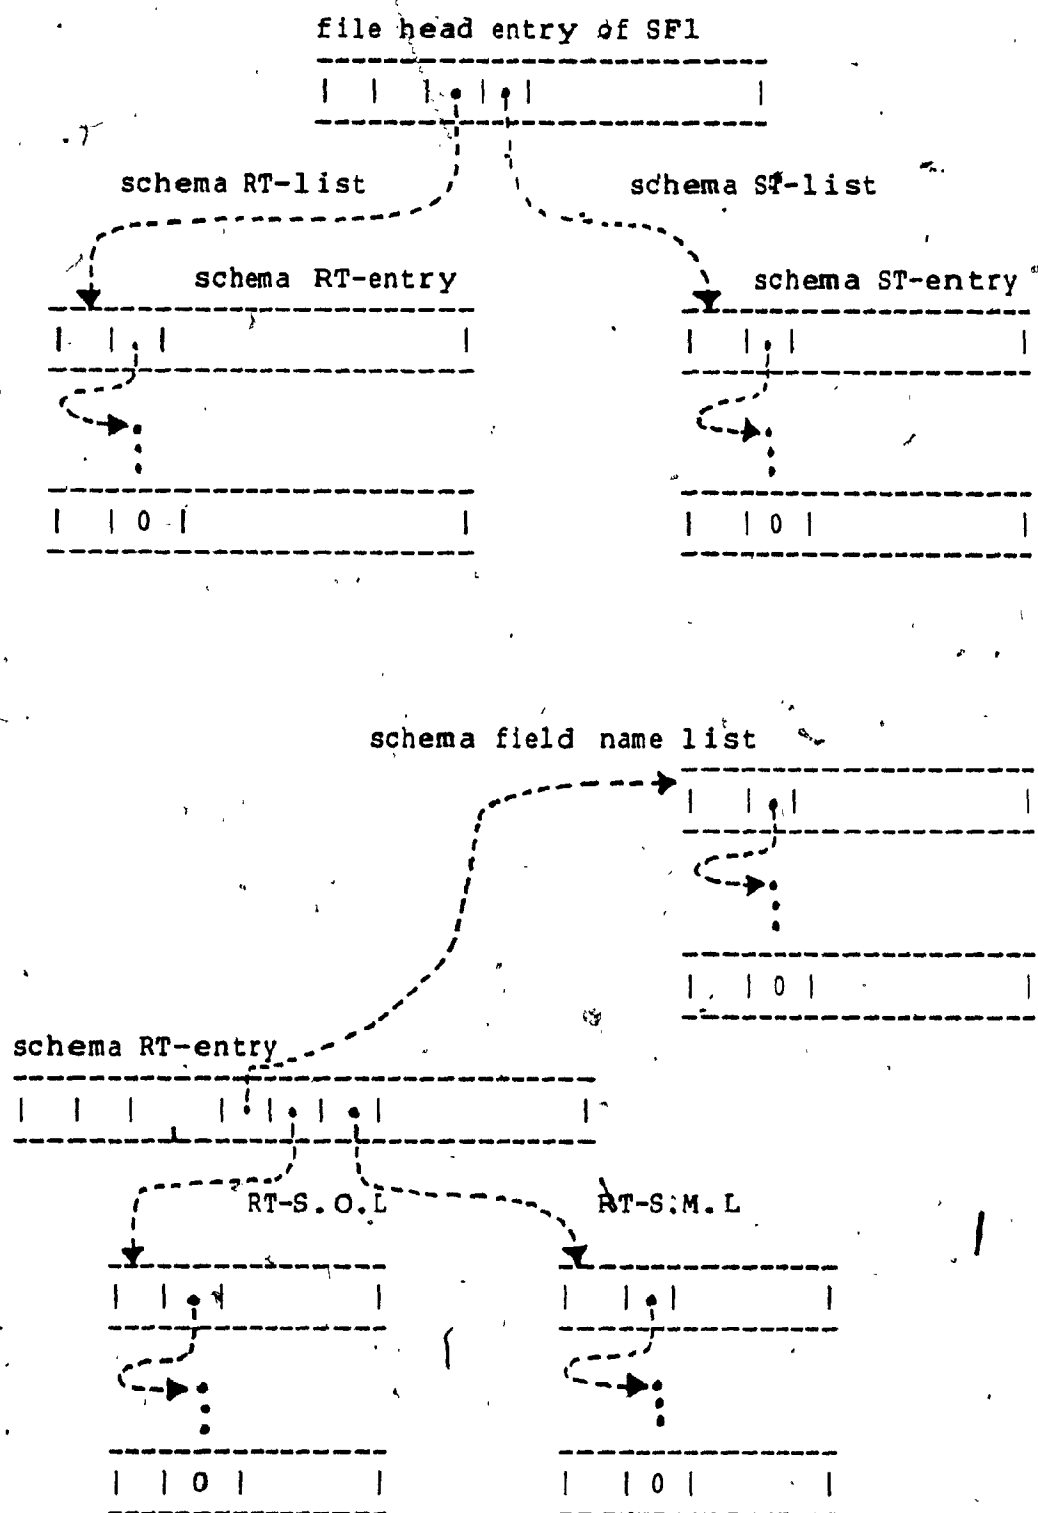 file head entry of SF1
schema RT-list
schema ST-list
schema RT-entry
schema ST-entry
0
0
schema field name list
0
schema RT-entry
RT-S.O.L
RT-S.M.L
0
0